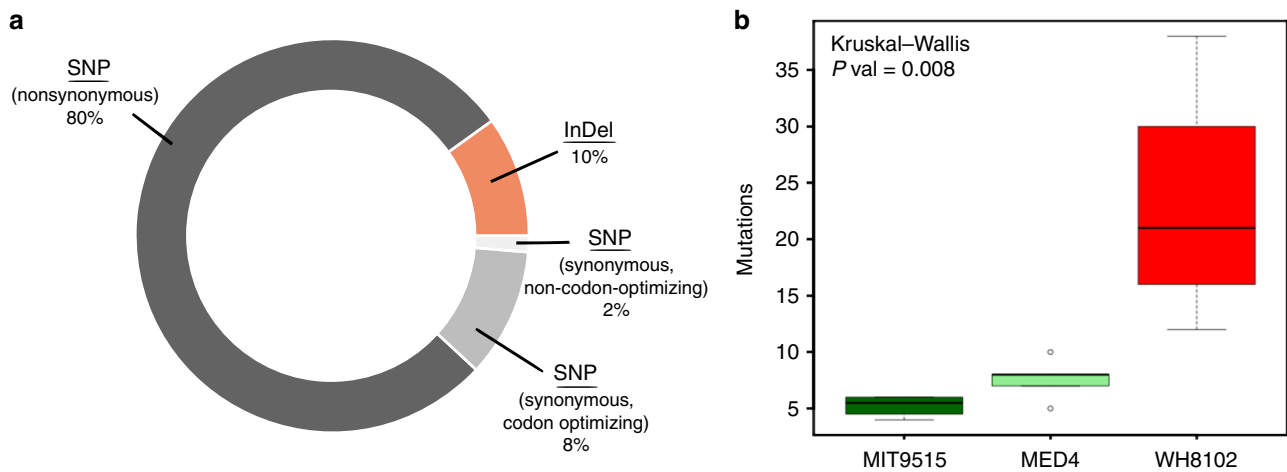 a
SNP
(nonsynonymous)
80%
InDel
10%
SNP
(synonymous,
non-codon-optimizing)
2%
SNP
(synonymous,
codon optimizing)
8%
b
Kruskal–Wallis
P val = 0.008
Mutations
35
30
25
20
15
10
5
MIT9515
MED4
WH8102